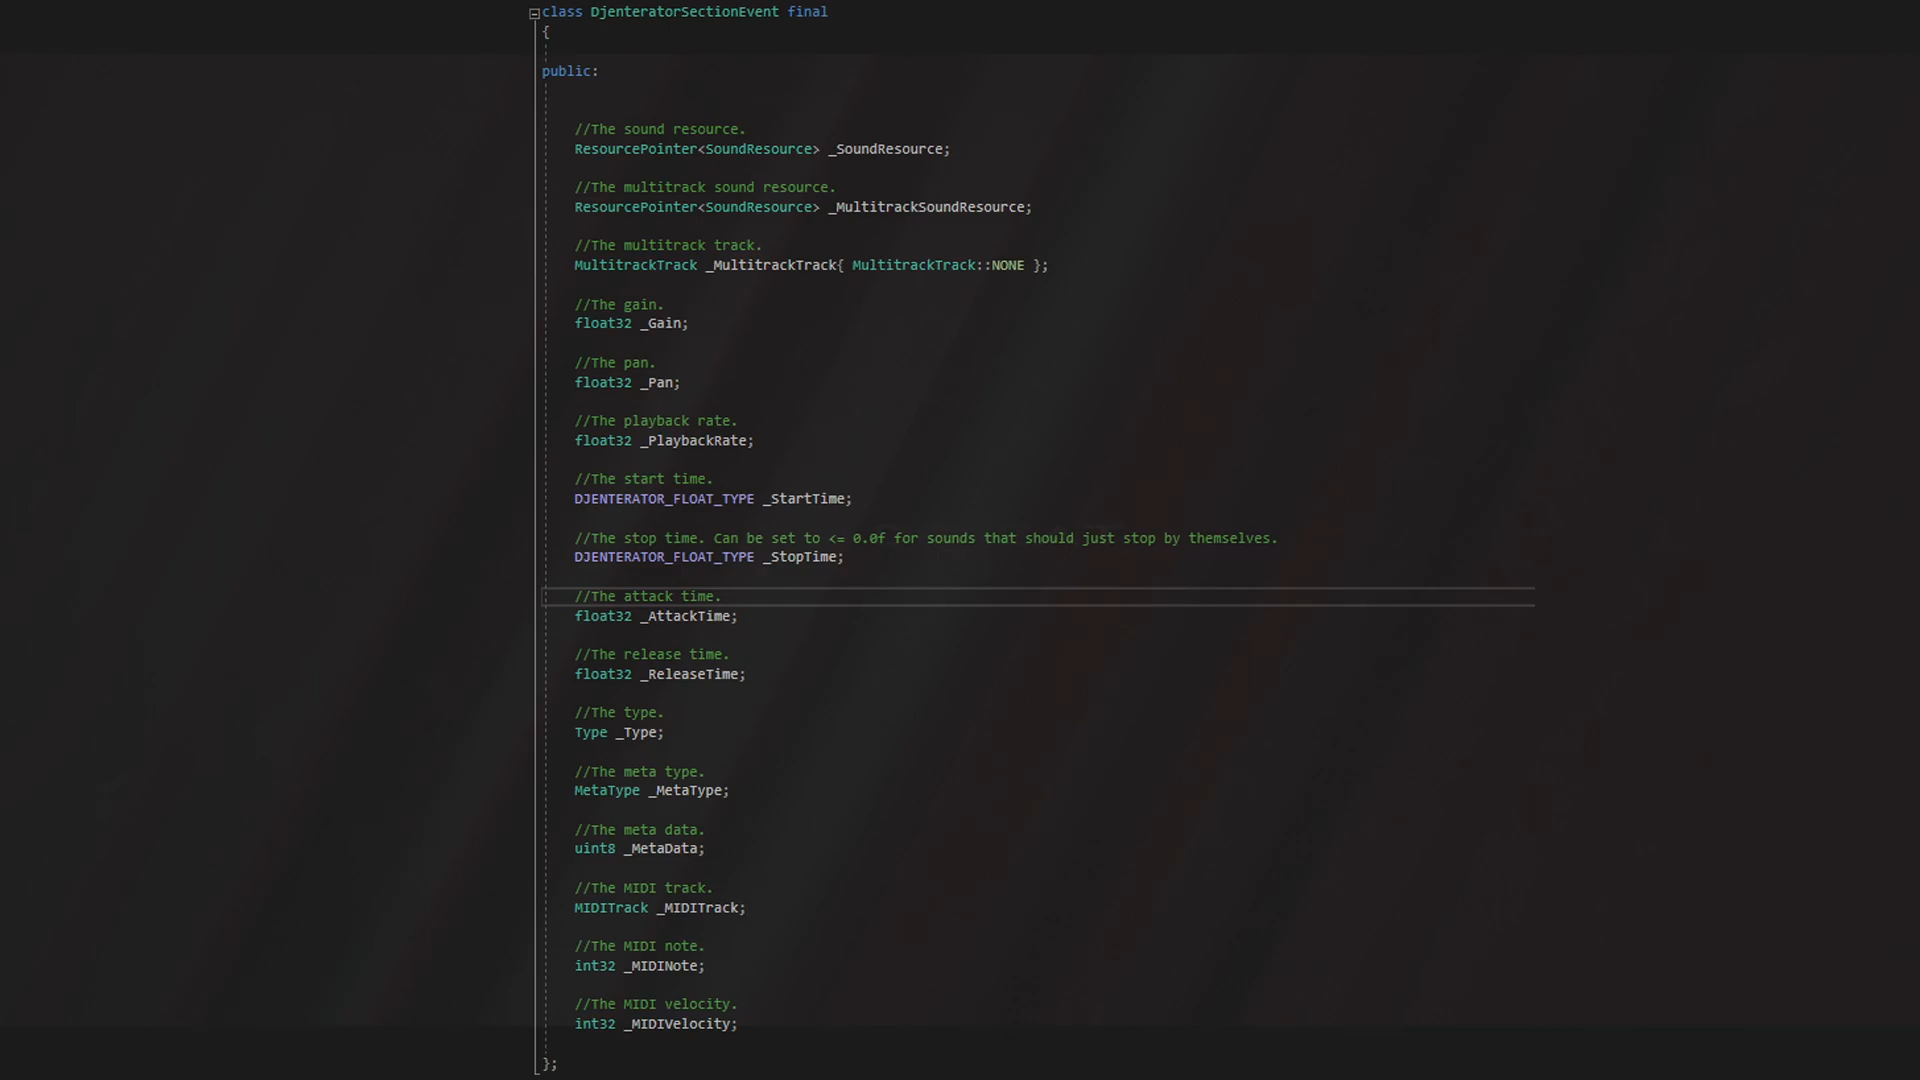 class DjenteratorSectionEvent final
{
public:
//The sound resource.
ResourcePointer<SoundResource> _SoundResource;
//The multitrack sound resource.
ResourcePointer<SoundResource> _MultitrackSoundResource;
//The multitrack track.
MultitrackTrack _MultitrackTrack{ MultitrackTrack::NONE };
//The gain.
float32 _Gain;
//The pan.
float32 _Pan;
//The playback rate.
float32 _PlaybackRate;
//The start time.
DJENTERATOR_FLOAT_TYPE _StartTime;
//The stop time. Can be set to <= 0.0f for sounds that should just stop by themselves.
DJENTERATOR_FLOAT_TYPE _StopTime;
//The attack time.
float32 _AttackTime;
//The release time.
float32 _ReleaseTime;
//The type.
Type _Type;
//The meta type.
MetaType _MetaType;
//The meta data.
uint8 _MetaData;
//The MIDI track.
MIDITrack _MIDITrack;
//The MIDI note.
int32 _MIDINote;
//The MIDI velocity.
int32 _MIDIVelocity;
};